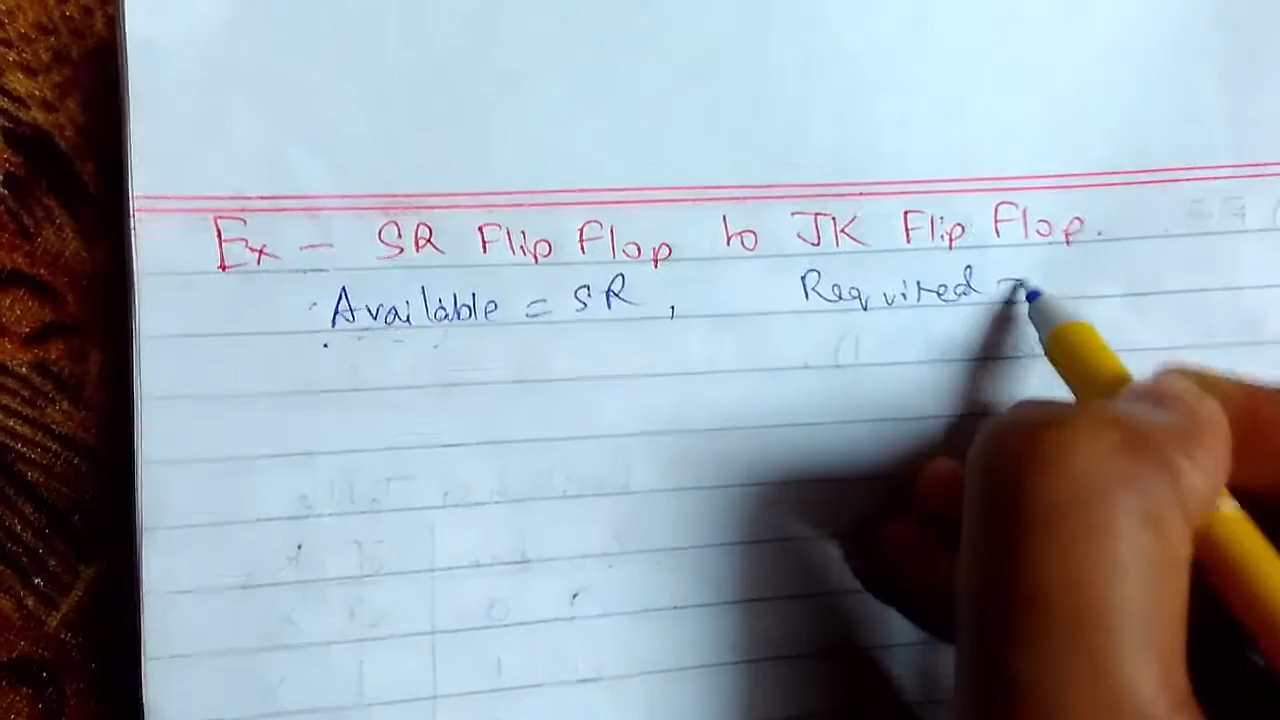 Ex - SR Flip Flop to JK Flip Flop.
Available = SR, Required =